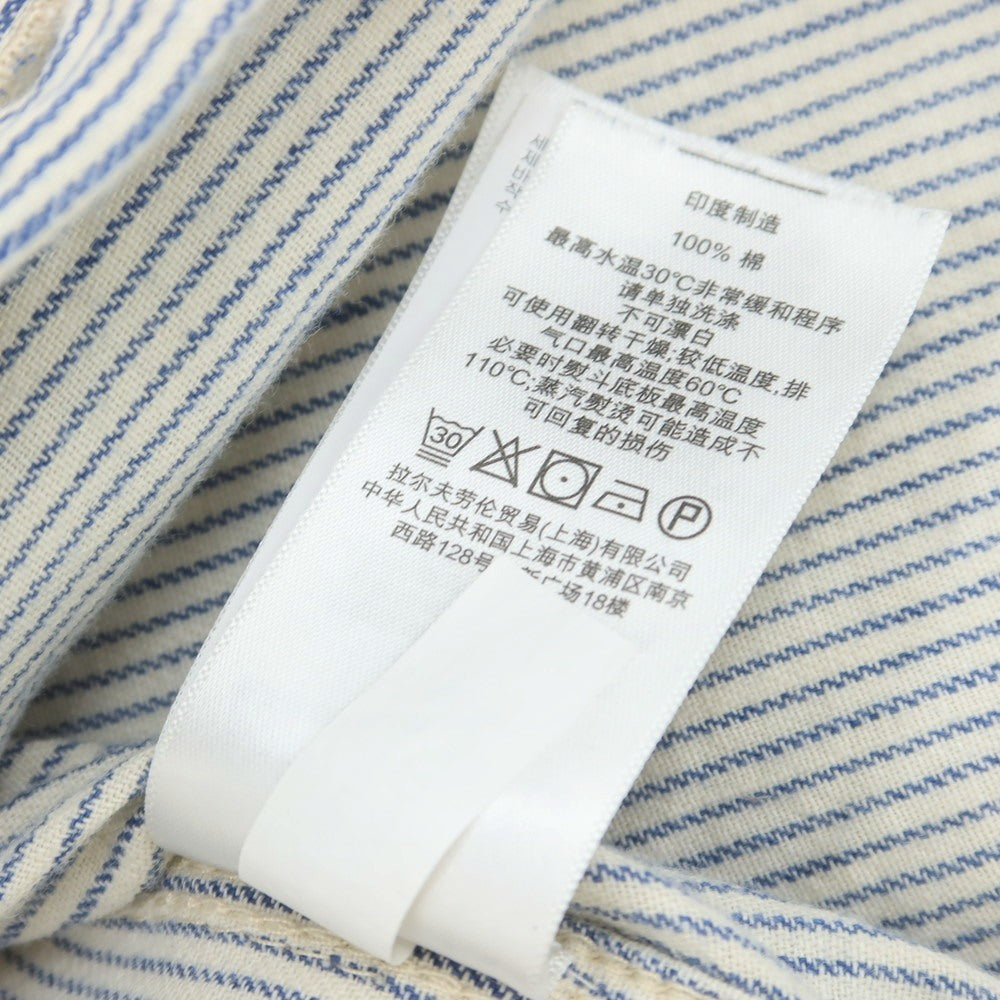 印度制造
100% 棉
最高水温30℃非常缓和程序
请单独洗涤
不可漂白
可使用翻转干燥;较低温度,排
气口最高温度60℃
必要时熨斗底板最高温度
110℃;蒸汽熨烫可能造成不
可回复的损伤
30 P
拉尔夫劳伦贸易(上海)有限公司
中华人民共和国上海市黄浦区南京
西路128号 广场18楼